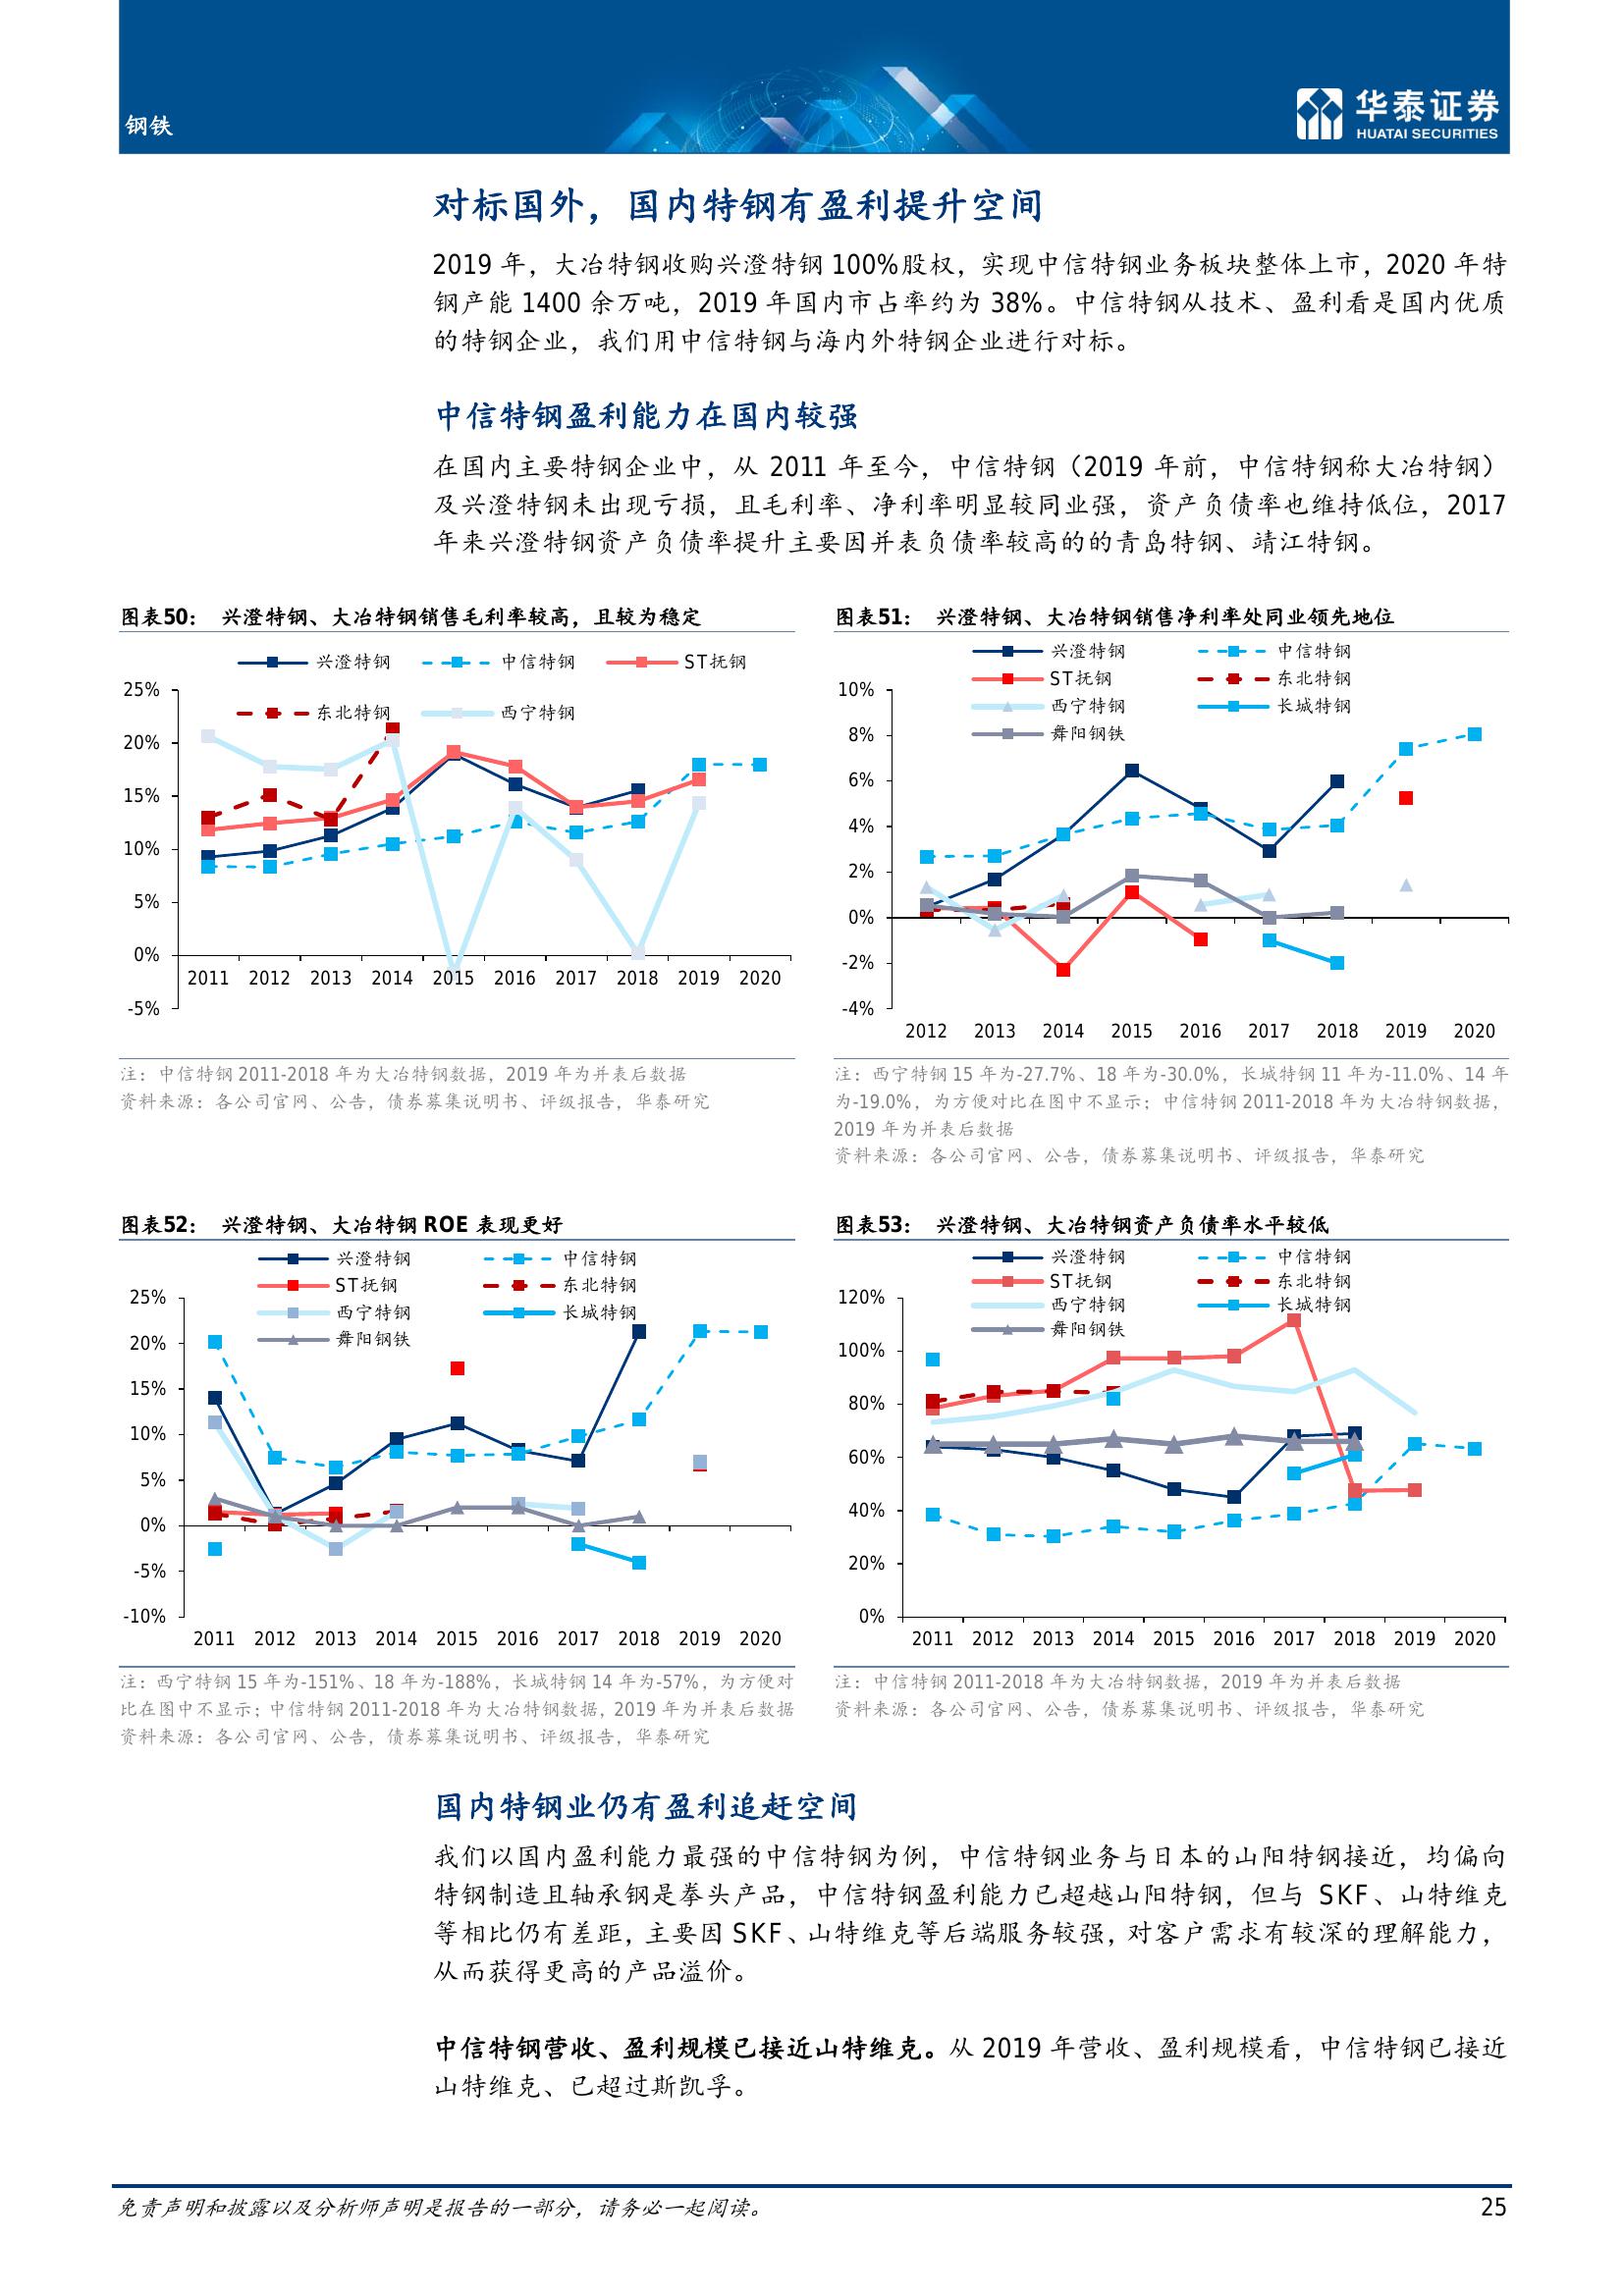 钢铁
华泰证券
HUATAI SECURITIES
对标国外，国内特钢有盈利提升空间
2019 年，大冶特钢收购兴澄特钢 100%股权，实现中信特钢业务板块整体上市，2020 年特
钢产能 1400 余万吨，2019 年国内市占率约为 38%。中信特钢从技术、盈利看是国内优质
的特钢企业，我们用中信特钢与海内外特钢企业进行对标。
中信特钢盈利能力在国内较强
在国内主要特钢企业中，从 2011 年至今，中信特钢（2019 年前，中信特钢称大冶特钢）
及兴澄特钢未出现亏损，且毛利率、净利率明显较同业强，资产负债率也维持低位，2017
年来兴澄特钢资产负债率提升主要因并表负债率较高的的青岛特钢、靖江特钢。
图表50： 兴澄特钢、大冶特钢销售毛利率较高，且较为稳定
兴澄特钢 中信特钢 ST抚钢
东北特钢 西宁特钢
25%
20%
15%
10%
5%
0%
-5%
2011 2012 2013 2014 2015 2016 2017 2018 2019 2020
注：中信特钢 2011-2018 年为大冶特钢数据，2019 年为并表后数据
资料来源：各公司官网、公告，债券募集说明书、评级报告，华泰研究
图表51： 兴澄特钢、大冶特钢销售净利率处同业领先地位
兴澄特钢 中信特钢
ST抚钢 东北特钢
西宁特钢 长城特钢
舞阳钢铁
10%
8%
6%
4%
2%
0%
-2%
-4%
2012 2013 2014 2015 2016 2017 2018 2019 2020
注：西宁特钢 15 年为-27.7%、18 年为-30.0%，长城特钢 11 年为-11.0%、14 年
为-19.0%，为方便对比在图中不显示；中信特钢 2011-2018 年为大冶特钢数据，
2019 年为并表后数据
资料来源：各公司官网、公告，债券募集说明书、评级报告，华泰研究
图表52： 兴澄特钢、大冶特钢 ROE 表现更好
兴澄特钢 中信特钢
ST抚钢 东北特钢
西宁特钢 长城特钢
舞阳钢铁
25%
20%
15%
10%
5%
0%
-5%
-10%
2011 2012 2013 2014 2015 2016 2017 2018 2019 2020
注：西宁特钢 15 年为-151%、18 年为-188%，长城特钢 14 年为-57%，为方便对
比在图中不显示；中信特钢 2011-2018 年为大冶特钢数据，2019 年为并表后数据
资料来源：各公司官网、公告，债券募集说明书、评级报告，华泰研究
图表53： 兴澄特钢、大冶特钢资产负债率水平较低
兴澄特钢 中信特钢
ST抚钢 东北特钢
西宁特钢 长城特钢
舞阳钢铁
120%
100%
80%
60%
40%
20%
0%
2011 2012 2013 2014 2015 2016 2017 2018 2019 2020
注：中信特钢 2011-2018 年为大冶特钢数据，2019 年为并表后数据
资料来源：各公司官网、公告，债券募集说明书、评级报告，华泰研究
国内特钢业仍有盈利追赶空间
我们以国内盈利能力最强的中信特钢为例，中信特钢业务与日本的山阳特钢接近，均偏向
特钢制造且轴承钢是拳头产品，中信特钢盈利能力已超越山阳特钢，但与 SKF、山特维克
等相比仍有差距，主要因 SKF、山特维克等后端服务较强，对客户需求有较深的理解能力，
从而获得更高的产品溢价。
中信特钢营收、盈利规模已接近山特维克。从 2019 年营收、盈利规模看，中信特钢已接近
山特维克、已超过斯凯孚。
免责声明和披露以及分析师声明是报告的一部分，请务必一起阅读。
25